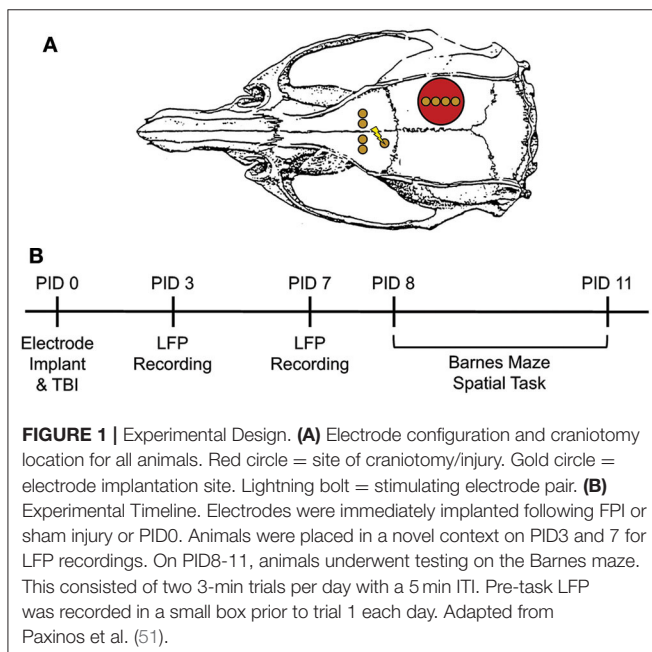 A
B
PID 0
PID 3
PID 7
PID 8
PID 11
Electrode
Implant
& TBI
LFP
Recording
LFP
Recording
Barnes Maze
Spatial Task
FIGURE 1 | Experimental Design. (A) Electrode configuration and craniotomy
location for all animals. Red circle = site of craniotomy/injury. Gold circle =
electrode implantation site. Lightning bolt = stimulating electrode pair. (B)
Experimental Timeline. Electrodes were immediately implanted following FPI or
sham injury or PID0. Animals were placed in a novel context on PID3 and 7 for
LFP recordings. On PID8-11, animals underwent testing on the Barnes maze.
This consisted of two 3-min trials per day with a 5 min ITI. Pre-task LFP
was recorded in a small box prior to trial 1 each day. Adapted from
Paxinos et al. (51).